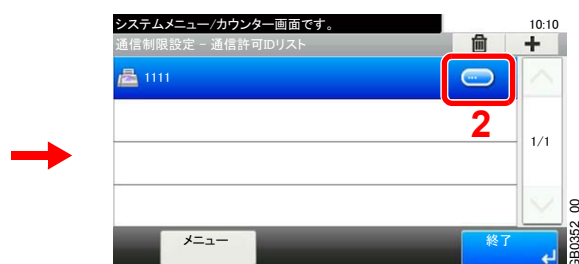 システムメニュー/カウンター画面です。
10:10
通信制限設定 - 通信許可IDリスト
1111
2
1/1
メニュー
終了
GB0352_00